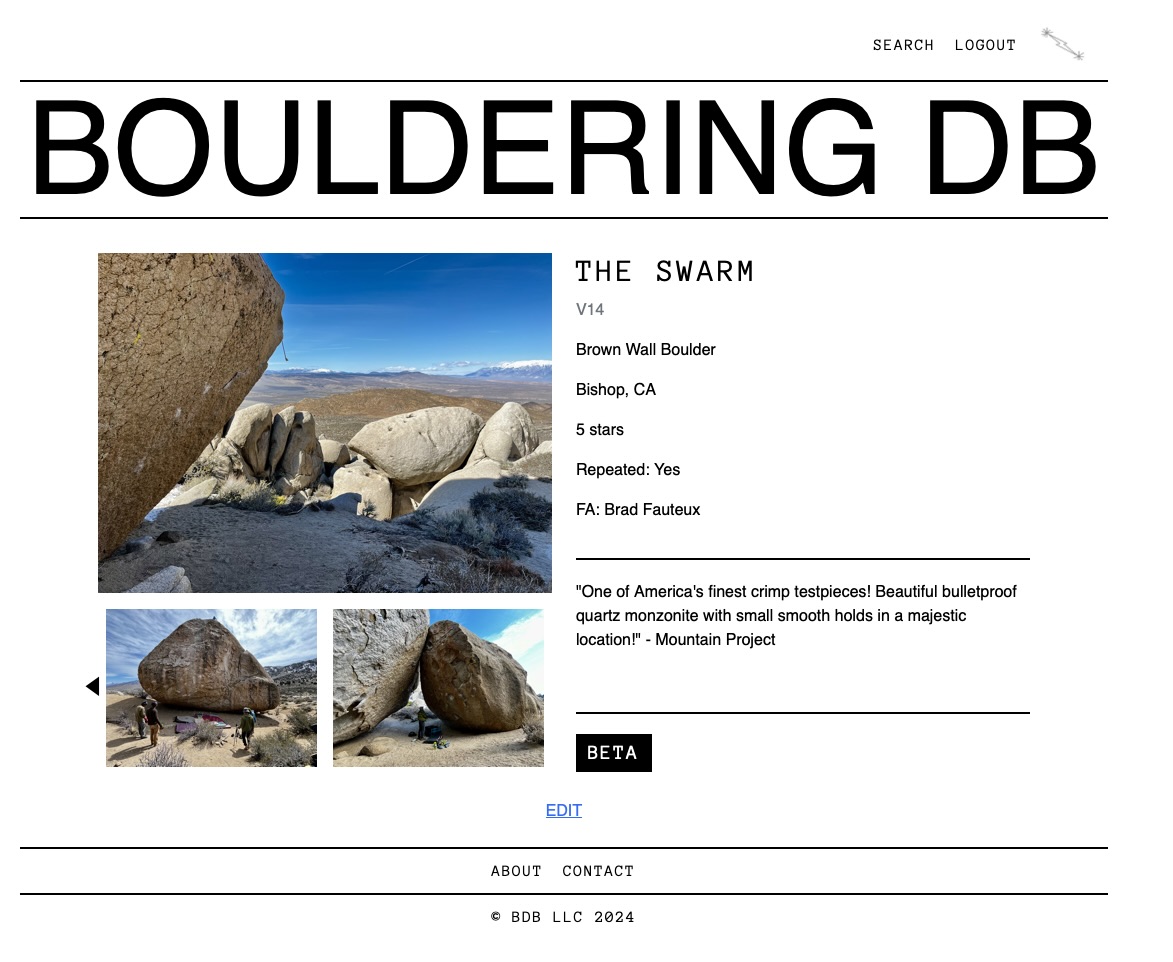 SEARCH LOGOUT
BOULDERING DB
THE SWARM
V14
Brown Wall Boulder
Bishop, CA
5 stars
Repeated: Yes
FA: Brad Fauteux
"One of America's finest crimp testpieces! Beautiful bulletproof
quartz monzonite with small smooth holds in a majestic
location!" - Mountain Project
BETA
EDIT
ABOUT CONTACT
© BDB LLC 2024